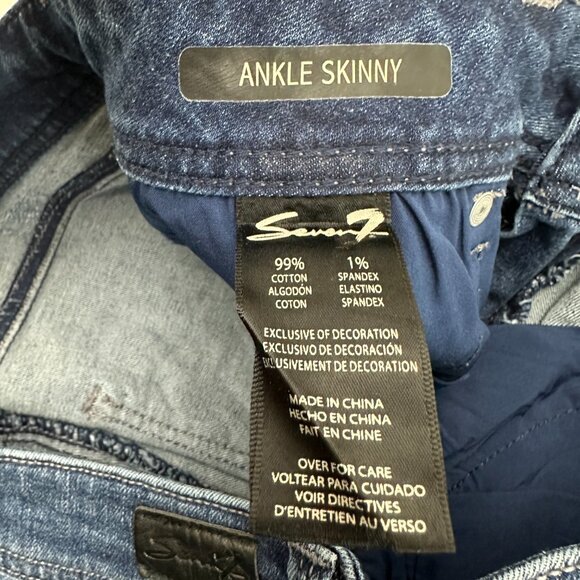 ANKLE SKINNY
Seven7
99% 1%
COTTON SPANDEX
ALGODÓN ELASTINO
COTON SPANDEX
EXCLUSIVE OF DECORATION
EXCLUSIVO DE DECORACIÓN
EXCLUSIVEMENT DE DECORATION
MADE IN CHINA
HECHO EN CHINA
FAIT EN CHINE
OVER FOR CARE
VOLTEAR PARA CUIDADO
VOIR DIRECTIVES
D'ENTRETIEN AU VERSO
Seven7